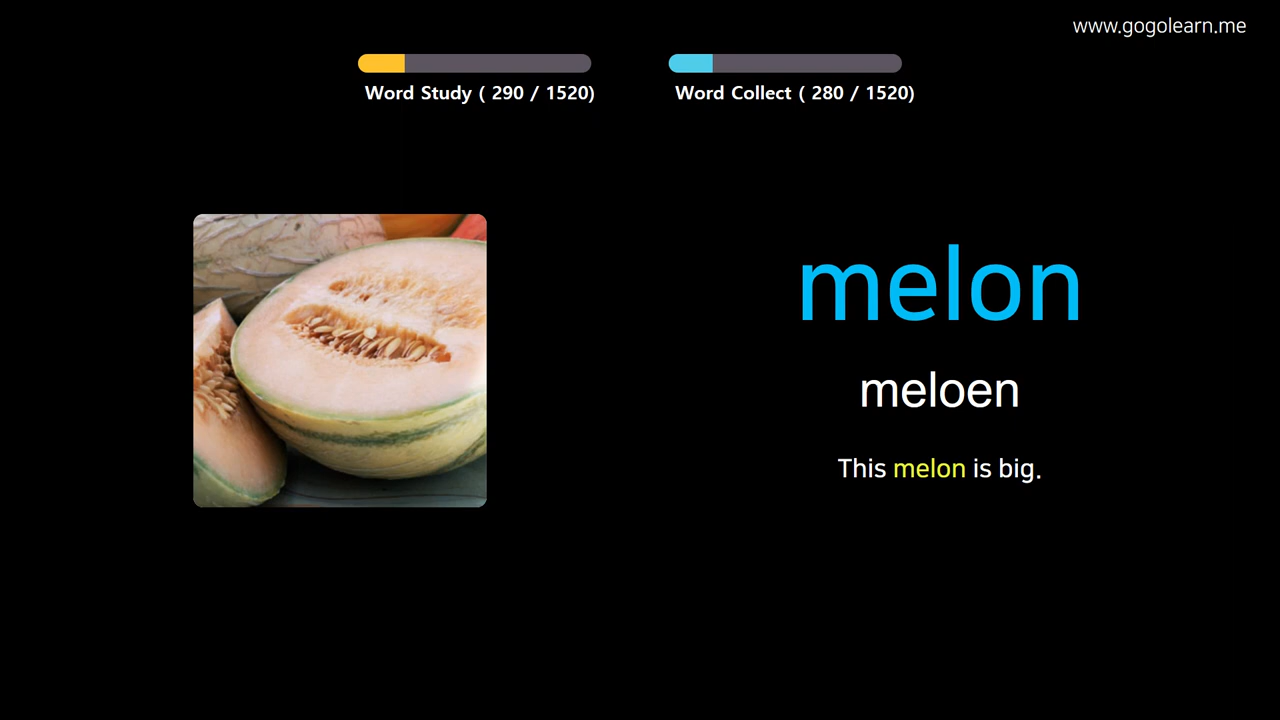 www.gogolearn.me
Word Study ( 290 / 1520)
Word Collect ( 280 / 1520)
melon
meloen
This melon is big.